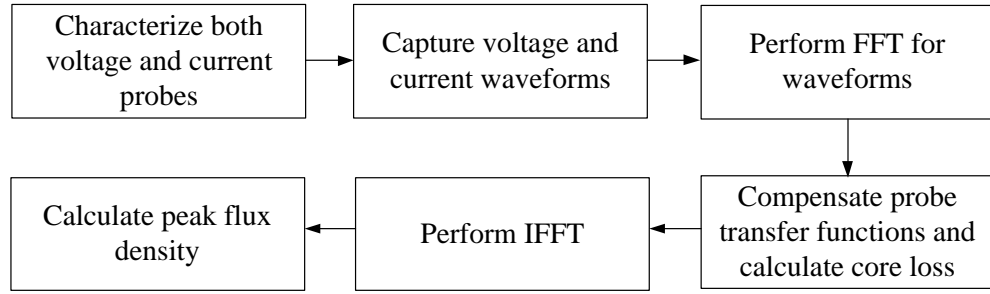 Characterize both
voltage and current
probes
Capture voltage and
current waveforms
Perform FFT for
waveforms
Compensate probe
transfer functions and
calculate core loss
Perform IFFT
Calculate peak flux
density